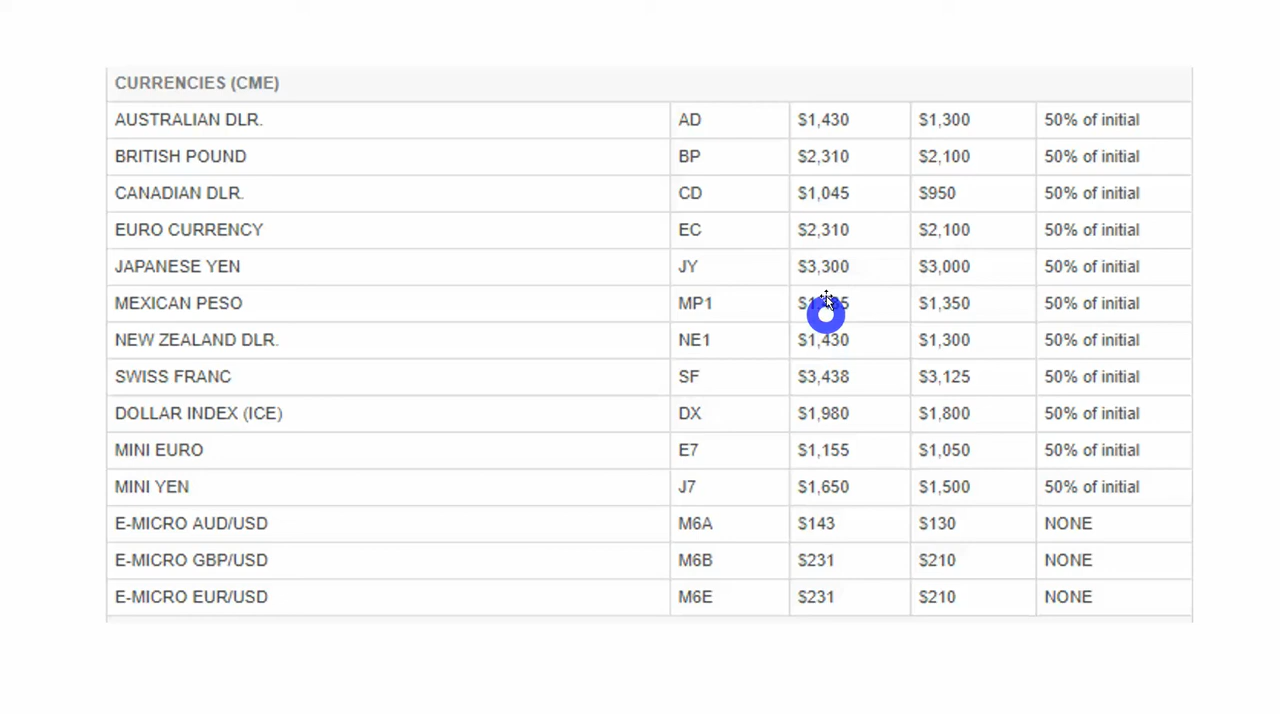 CURRENCIES (CME)
AUSTRALIAN DLR. AD $1,430 $1,300 50% of initial
BRITISH POUND BP $2,310 $2,100 50% of initial
CANADIAN DLR. CD $1,045 $950 50% of initial
EURO CURRENCY EC $2,310 $2,100 50% of initial
JAPANESE YEN JY $3,300 $3,000 50% of initial
MEXICAN PESO MP1 $1,350 50% of initial
NEW ZEALAND DLR. NE1 $1,430 $1,300 50% of initial
SWISS FRANC SF $3,438 $3,125 50% of initial
DOLLAR INDEX (ICE) DX $1,980 $1,800 50% of initial
MINI EURO E7 $1,155 $1,050 50% of initial
MINI YEN J7 $1,650 $1,500 50% of initial
E-MICRO AUD/USD M6A $143 $130 NONE
E-MICRO GBP/USD M6B $231 $210 NONE
E-MICRO EUR/USD M6E $231 $210 NONE